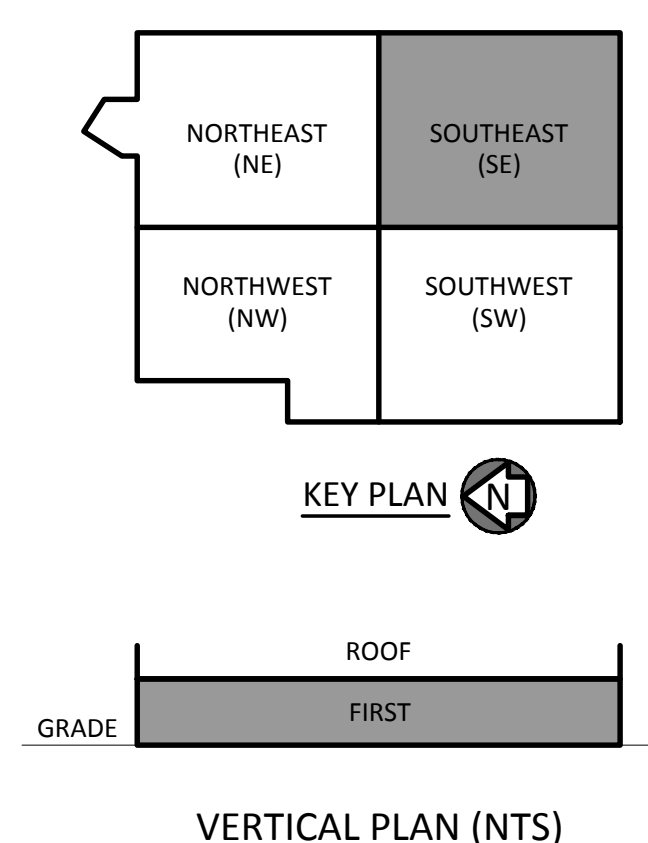 NORTHEAST
(NE)
SOUTHEAST
(SE)
NORTHWEST
(NW)
SOUTHWEST
(SW)
KEY PLAN
N
ROOF
FIRST
GRADE
VERTICAL PLAN (NTS)